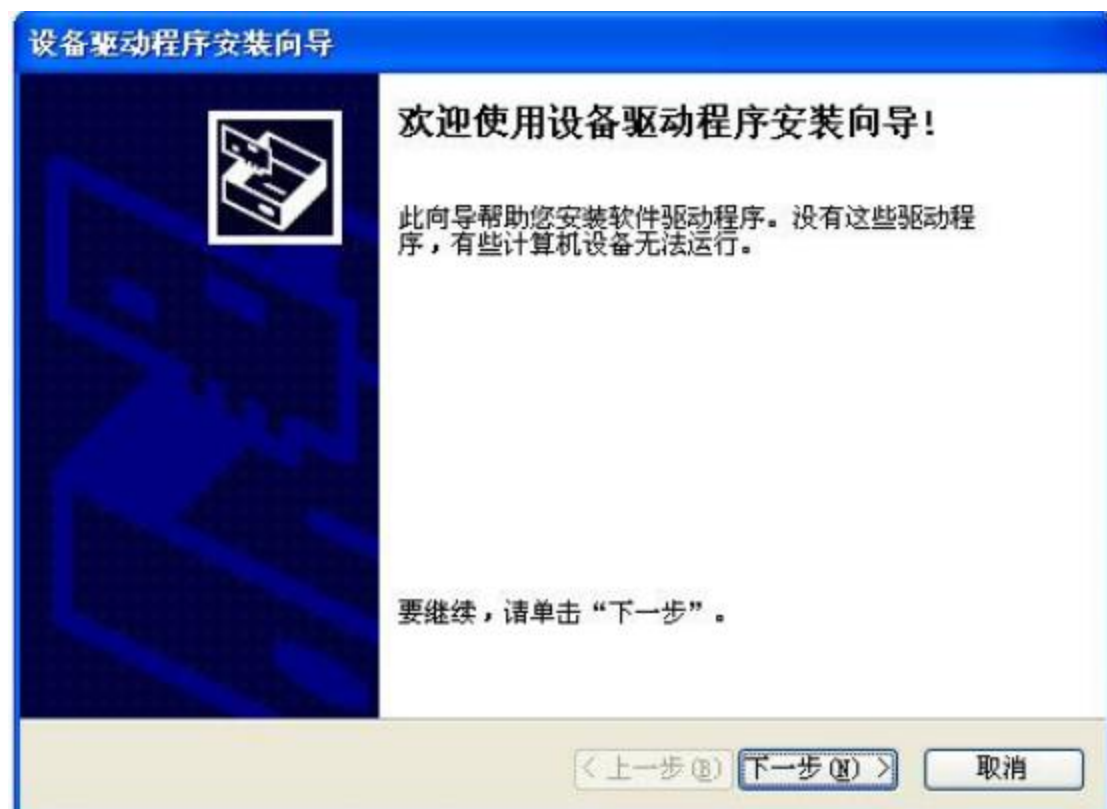 设备驱动程序安装向导
欢迎使用设备驱动程序安装向导!
此向导帮助您安装软件驱动程序。没有这些驱动程
序，有些计算机设备无法运行。
要继续，请单击“下一步”。
<上一步(B) 下一步(N)> 取消